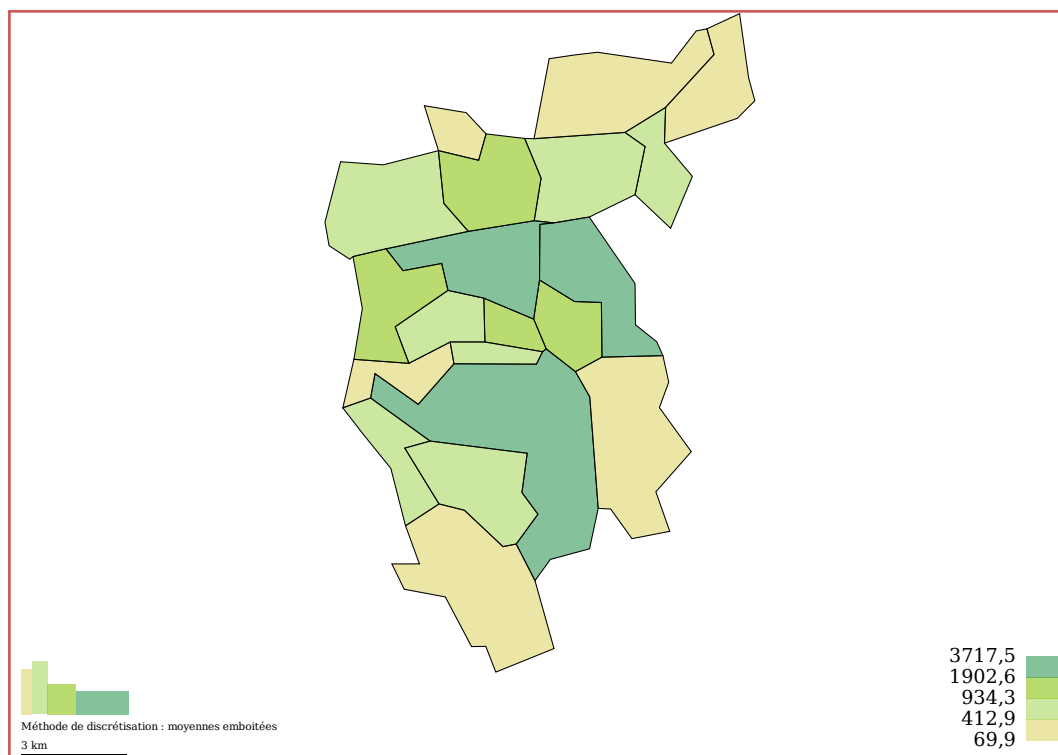 3717,5
1902,6
934,3
412,9
69,9
Méthode de discrétisation : moyennes emboitées
3 km